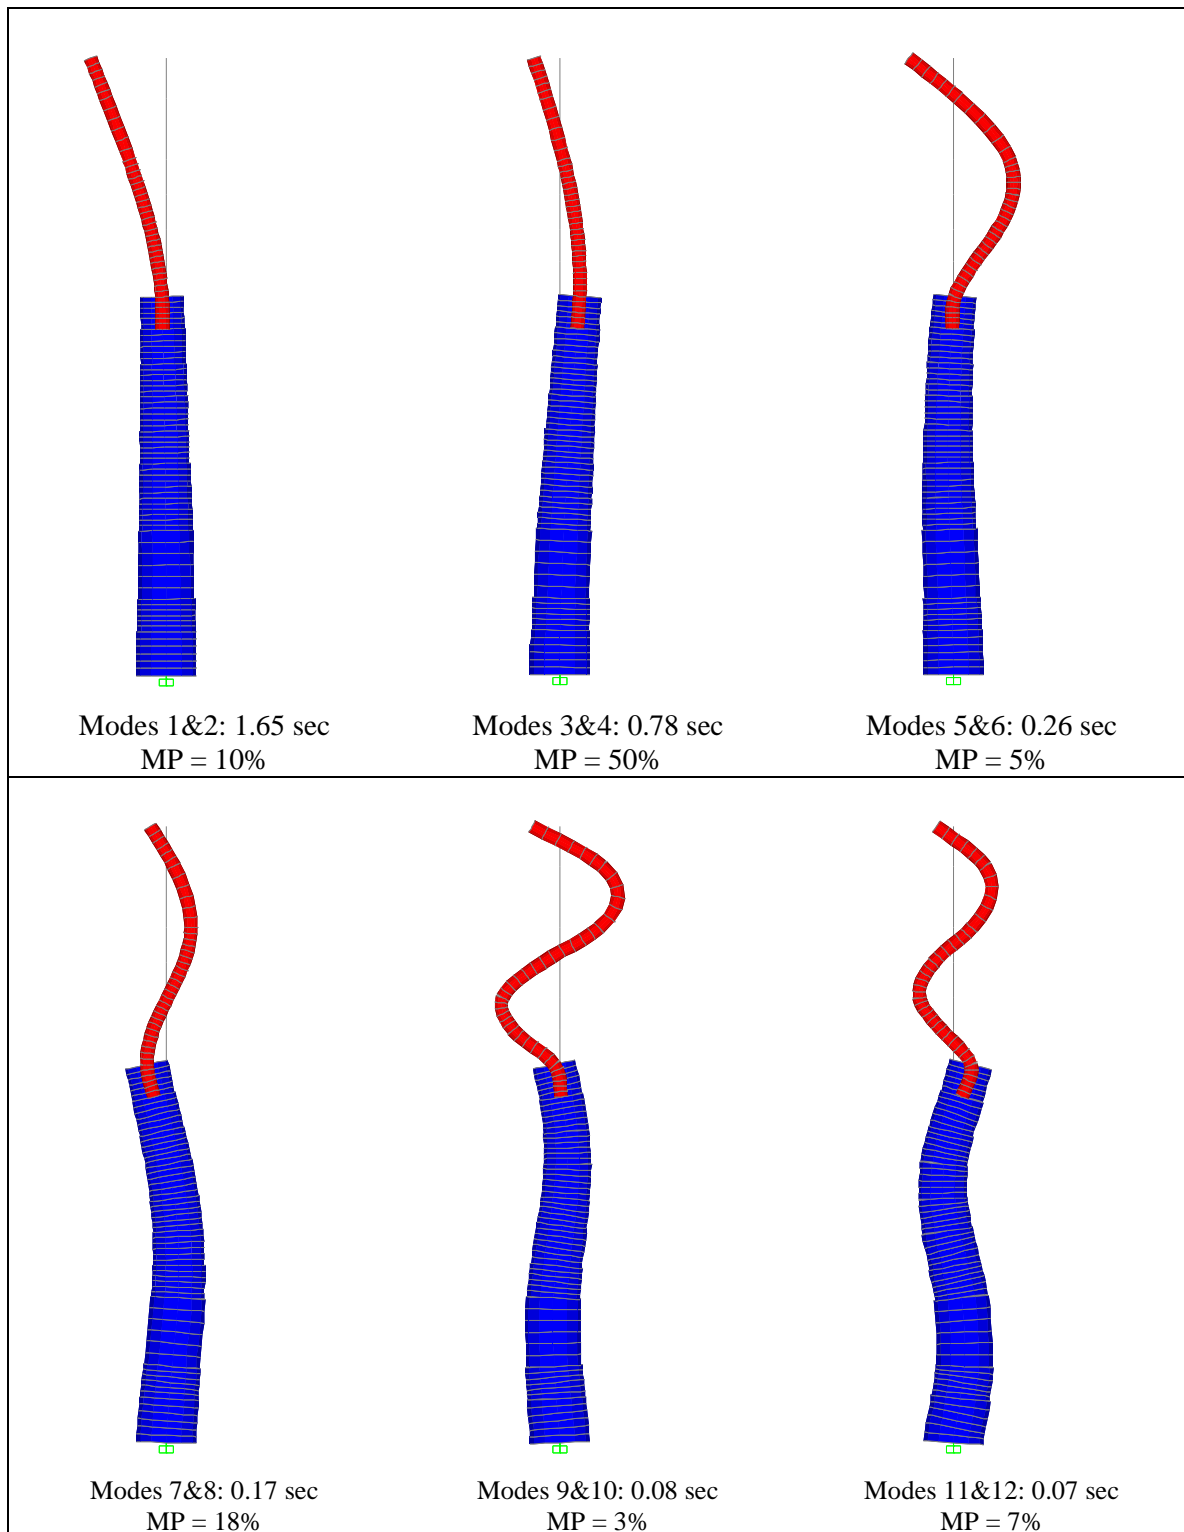 Modes 1&2: 1.65 sec
MP = 10%
Modes 3&4: 0.78 sec
MP = 50%
Modes 5&6: 0.26 sec
MP = 5%
Modes 7&8: 0.17 sec
MP = 18%
Modes 9&10: 0.08 sec
MP = 3%
Modes 11&12: 0.07 sec
MP = 7%